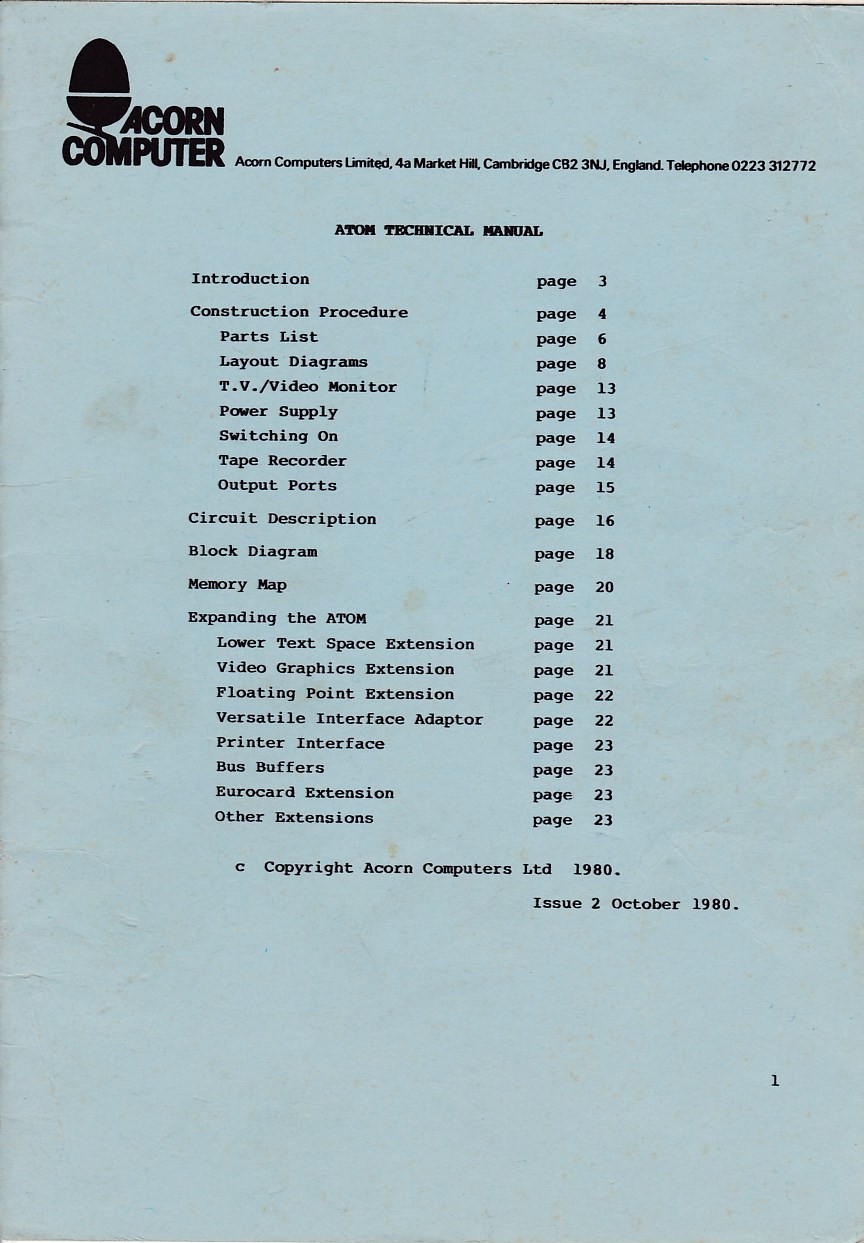 ACORN
COMPUTER
Acorn Computers Limited, 4a Market Hill, Cambridge CB2 3NJ, England. Telephone 0223 312772
ATOM TECHNICAL MANUAL
Introduction page 3
Construction Procedure page 4
Parts List page 6
Layout Diagrams page 8
T.V./Video Monitor page 13
Power Supply page 13
Switching On page 14
Tape Recorder page 14
Output Ports page 15
Circuit Description page 16
Block Diagram page 18
Memory Map page 20
Expanding the ATOM page 21
Lower Text Space Extension page 21
Video Graphics Extension page 21
Floating Point Extension page 22
Versatile Interface Adaptor page 22
Printer Interface page 23
Bus Buffers page 23
Eurocard Extension page 23
Other Extensions page 23
c Copyright Acorn Computers Ltd 1980.
Issue 2 October 1980.
1